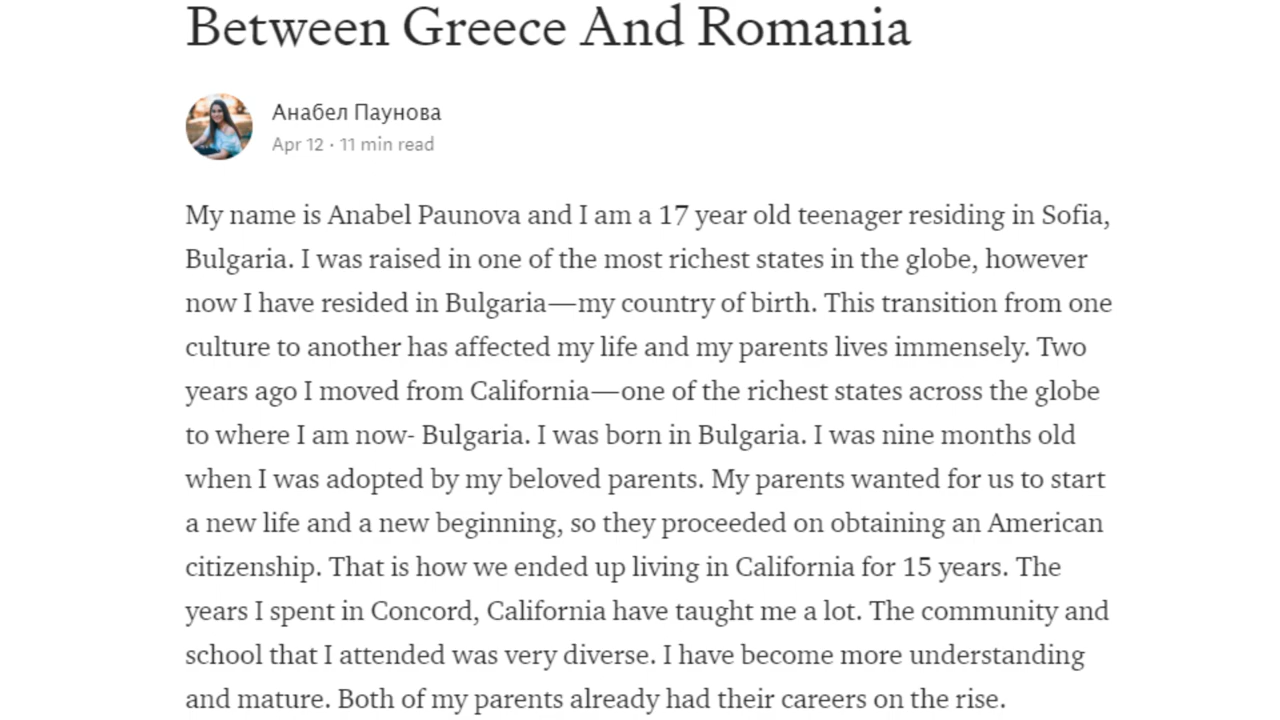 Between Greece And Romania
Анабел Паунова
Apr 12 · 11 min read
My name is Anabel Paunova and I am a 17 year old teenager residing in Sofia,
Bulgaria. I was raised in one of the most richest states in the globe, however
now I have resided in Bulgaria—my country of birth. This transition from one
culture to another has affected my life and my parents lives immensely. Two
years ago I moved from California—one of the richest states across the globe
to where I am now- Bulgaria. I was born in Bulgaria. I was nine months old
when I was adopted by my beloved parents. My parents wanted for us to start
a new life and a new beginning, so they proceeded on obtaining an American
citizenship. That is how we ended up living in California for 15 years. The
years I spent in Concord, California have taught me a lot. The community and
school that I attended was very diverse. I have become more understanding
and mature. Both of my parents already had their careers on the rise.